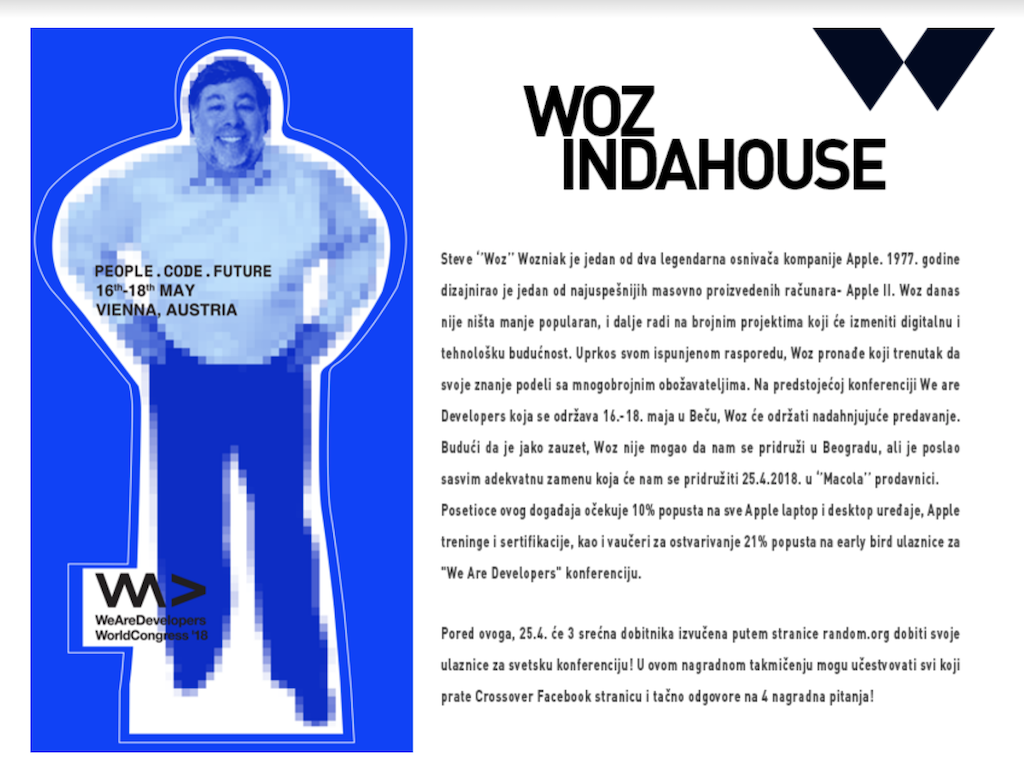 WOZ
INDAHOUSE
PEOPLE.CODE.FUTURE
16th-18th MAY
VIENNA, AUSTRIA
WeAreDevelopers
WorldCongress '18
Steve ‘’Woz’’ Wozniak je jedan od dva legendarna osnivača kompanije Apple. 1977. godine
dizajnirao je jedan od najuspešnijih masovno proizvedenih računara- Apple II. Woz danas
nije ništa manje popularan, i dalje radi na brojnim projektima koji će izmeniti digitalnu i
tehnološku budućnost. Uprkos svom ispunjenom rasporedu, Woz pronađe koji trenutak da
svoje znanje podeli sa mnogobrojnim obožavateljima. Na predstojećoj konferenciji We are
Developers koja se održava 16.-18. maja u Beču, Woz će održati nadahnjujuće predavanje.
Budući da je jako zauzet, Woz nije mogao da nam se pridruži u Beogradu, ali je poslao
sasvim adekvatnu zamenu koja će nam se pridružiti 25.4.2018. u ‘’Macola’’ prodavnici.
Posetioce ovog događaja očekuje 10% popusta na sve Apple laptop i desktop uređaje, Apple
treninge i sertifikacije, kao i vaučeri za ostvarivanje 21% popusta na early bird ulaznice za
"We Are Developers" konferenciju.
Pored ovoga, 25.4. će 3 srećna dobitnika izvučena putem stranice random.org dobiti svoje
ulaznice za svetsku konferenciju! U ovom nagradnom takmičenju mogu učestvovati svi koji
prate Crossover Facebook stranicu i tačno odgovore na 4 nagradna pitanja!